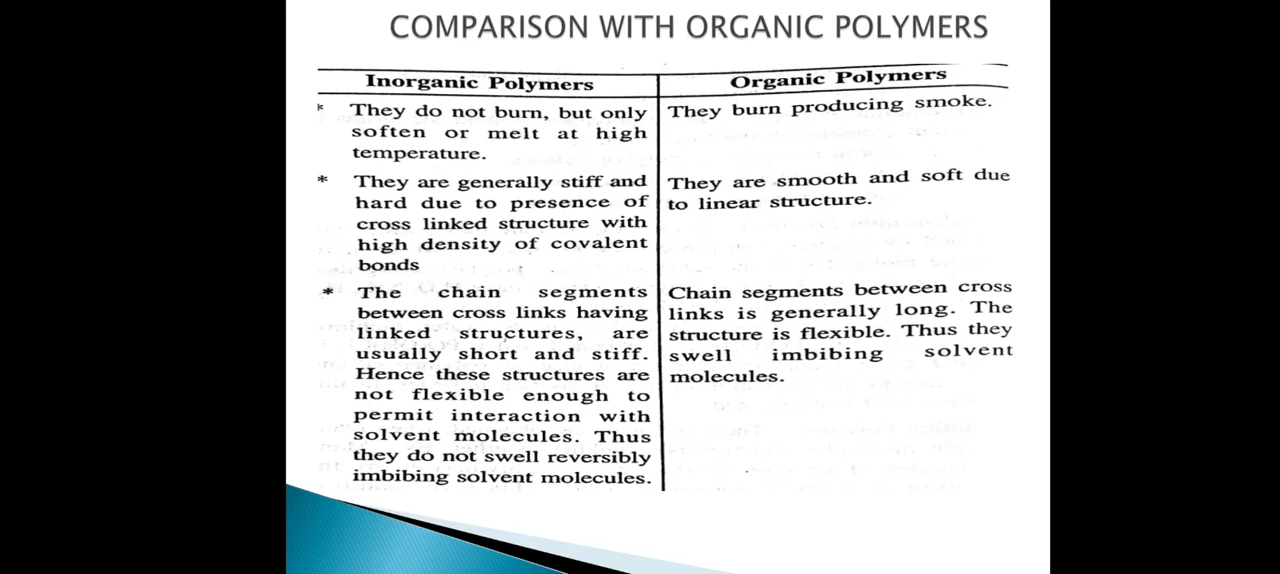 COMPARISON WITH ORGANIC POLYMERS
Inorganic Polymers
* They do not burn, but only
soften or melt at high
temperature.
* They are generally stiff and
hard due to presence of
cross linked structure with
high density of covalent
bonds
* The chain segments
between cross links having
linked structures, are
usually short and stiff.
Hence these structures are
not flexible enough to
permit interaction with
solvent molecules. Thus
they do not swell reversibly
imbibing solvent molecules.
Organic Polymers
They burn producing smoke.
They are smooth and soft due
to linear structure.
Chain segments between cross
links is generally long. The
structure is flexible. Thus they
swell imbibing solvent
molecules.